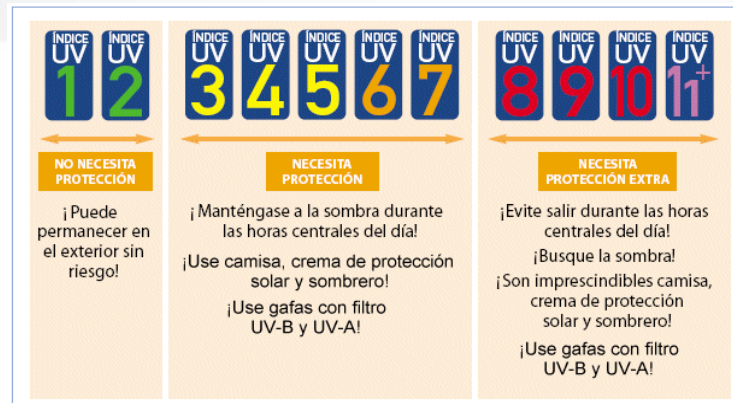 ÍNDICE UV 1
ÍNDICE UV 2
NO NECESITA
PROTECCIÓN
¡Puede
permanecer en
el exterior sin
riesgo!
ÍNDICE UV 3
ÍNDICE UV 4
ÍNDICE UV 5
ÍNDICE UV 6
ÍNDICE UV 7
NECESITA
PROTECCIÓN
¡Manténgase a la sombra durante
las horas centrales del día!
¡Use camisa, crema de protección
solar y sombrero!
¡Use gafas con filtro
UV-B y UV-A!
ÍNDICE UV 8
ÍNDICE UV 9
ÍNDICE UV 10
ÍNDICE UV 11+
NECESITA
PROTECCIÓN EXTRA
¡Evite salir durante las horas
centrales del día!
¡Busque la sombra!
¡Son imprescindibles camisa,
crema de protección
solar y sombrero!
¡Use gafas con filtro
UV-B y UV-A!